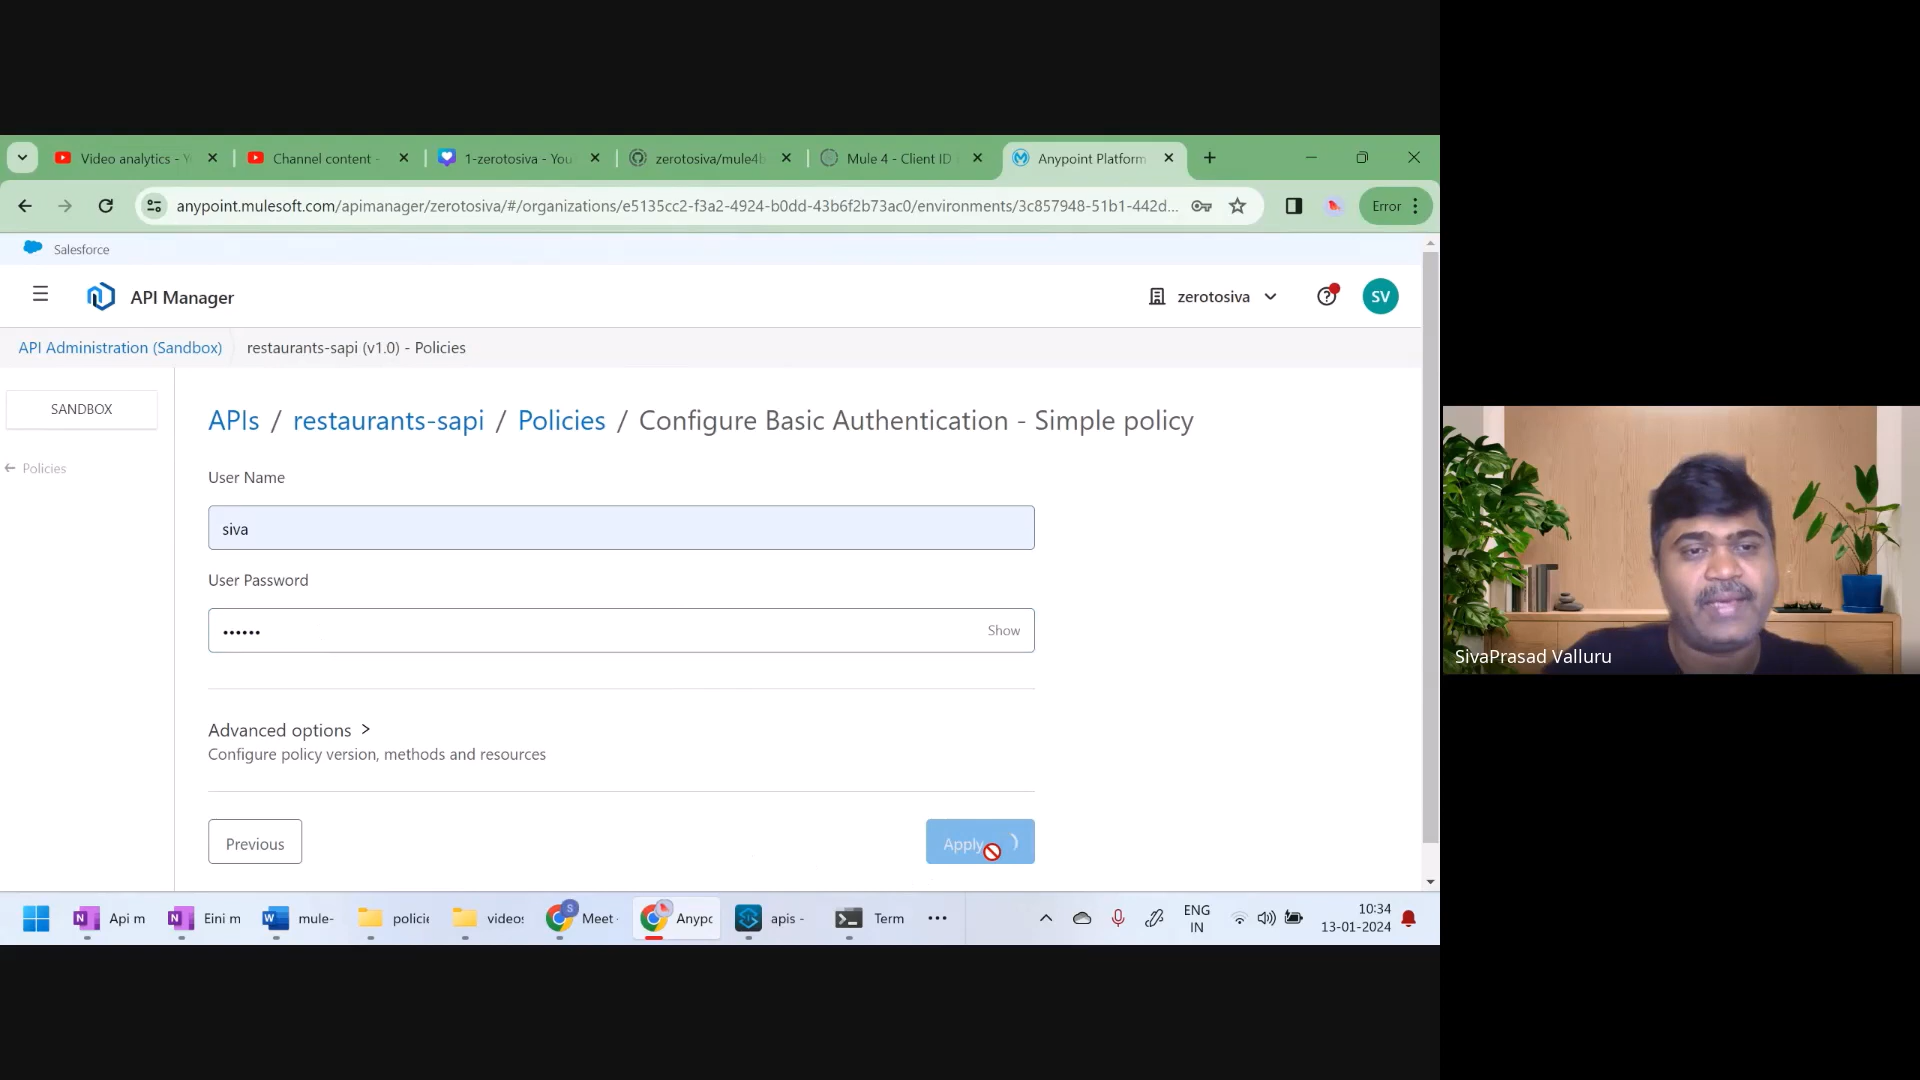 Video analytics - Y
Channel content -
1-zerotosiva - You
zerotosiva/mule4b
Mule 4 - Client ID
Anypoint Platform
anypoint.mulesoft.com/apimanager/zerotosiva/#/organizations/e5135cc2-f3a2-4924-b0dd-43b6f2b73ac0/environments/3c857948-51b1-442d...
Error
Salesforce
API Manager
zerotosiva
SV
API Administration (Sandbox)
restaurants-sapi (v1.0) - Policies
SANDBOX
Policies
APIs / restaurants-sapi / Policies / Configure Basic Authentication - Simple policy
User Name
siva
User Password
••••••
Show
Advanced options >
Configure policy version, methods and resources
Previous
Apply
SivaPrasad Valluru
Api m
Eini m
mule-
policie
videos
Meet -
Anypo
apis -
Term
ENG
IN
10:34
13-01-2024